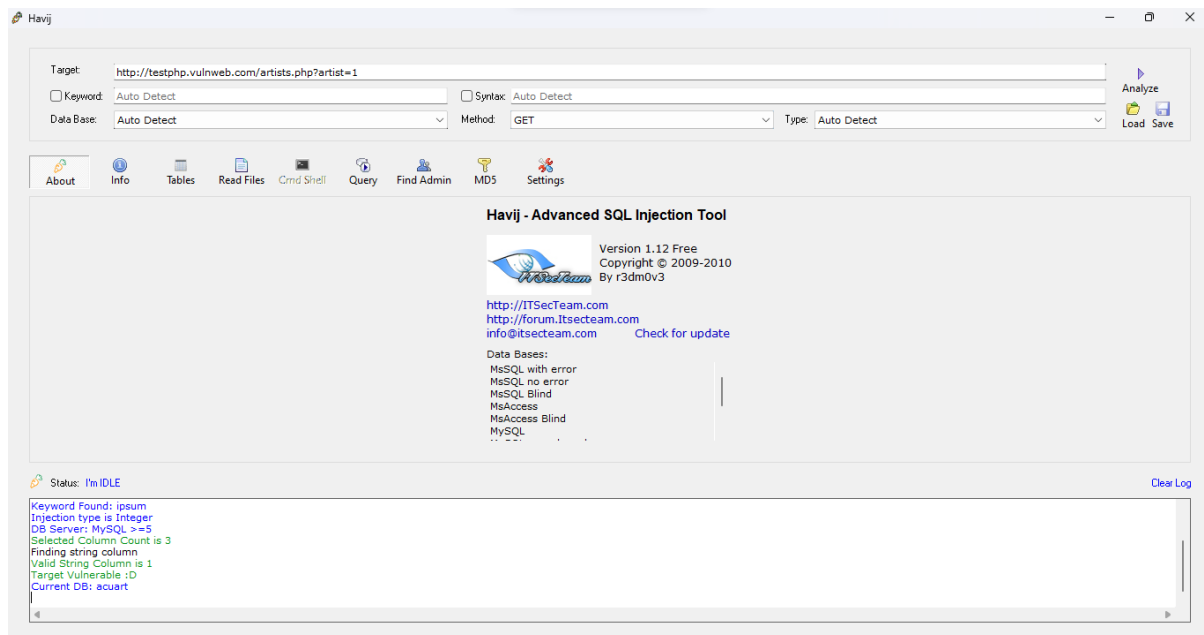 Havij
Target: http://testphp.vulnweb.com/artists.php?artist=1
Keyword: Auto Detect Syntax: Auto Detect
Analyze
Data Base: Auto Detect Method: GET Type: Auto Detect
Load Save
About Info Tables Read Files Cmd Shell Query Find Admin MD5 Settings
Havij - Advanced SQL Injection Tool
ITSecTeam
Version 1.12 Free
Copyright © 2009-2010
By r3dm0v3
http://ITSecTeam.com
http://forum.Itsecteam.com
info@itsecteam.com Check for update
Data Bases:
MsSQL with error
MsSQL no error
MsSQL Blind
MsAccess
MsAccess Blind
MySQL
Status: I'm IDLE Clear Log
Keyword Found: ipsum
Injection type is Integer
DB Server: MySQL >=5
Selected Column Count is 3
Finding string column
Valid String Column is 1
Target Vulnerable :D
Current DB: acuart